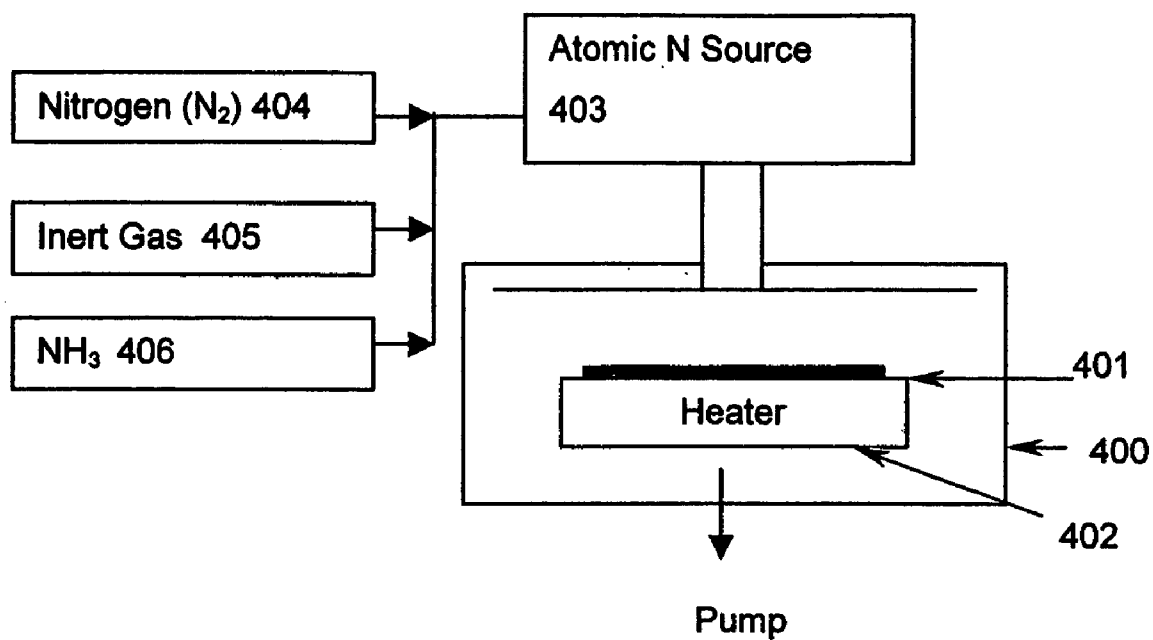 Atomic N Source
403
Nitrogen (N₂) 404
Inert Gas 405
NH₃ 406
401
Heater
400
402
Pump